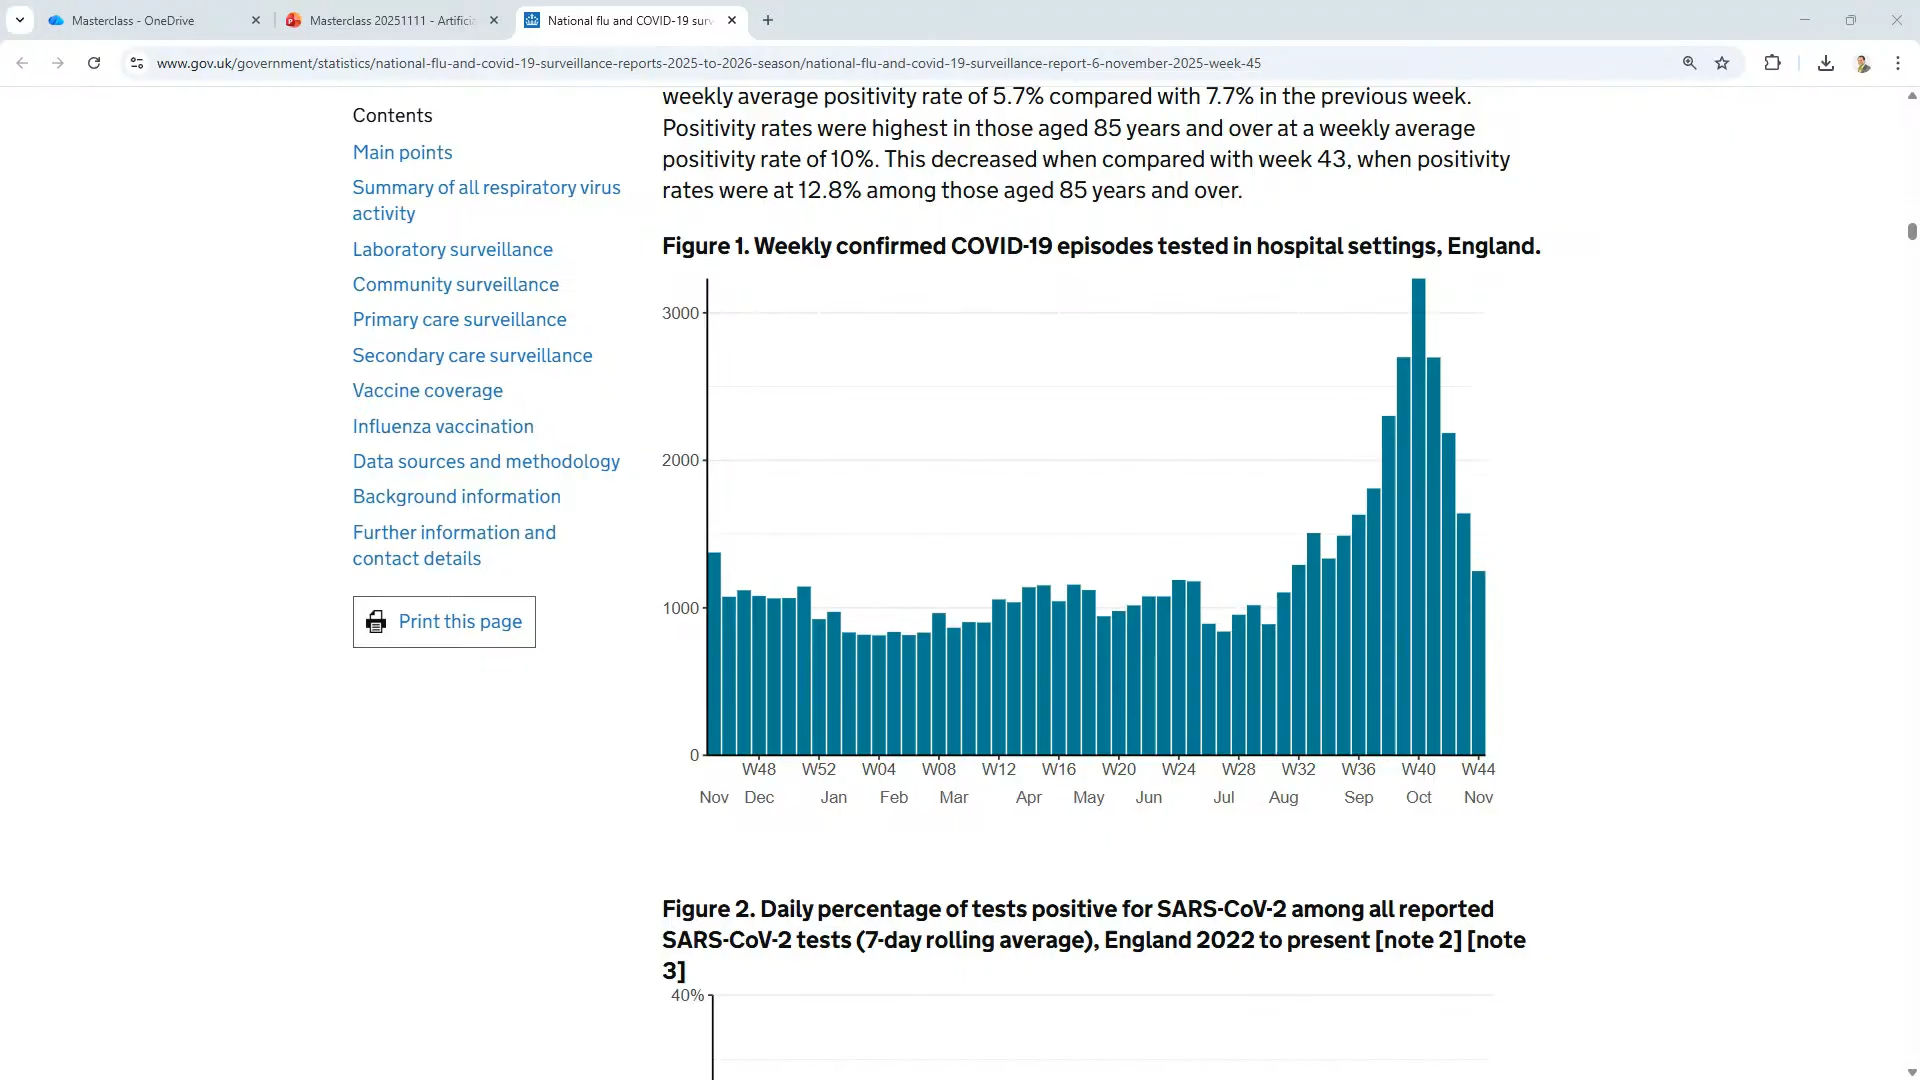 Masterclass - OneDrive
Masterclass 20251111 - Artificia
National flu and COVID-19 surv
www.gov.uk/government/statistics/national-flu-and-covid-19-surveillance-reports-2025-to-2026-season/national-flu-and-covid-19-surveillance-report-6-november-2025-week-45
Contents
Main points
Summary of all respiratory virus
activity
Laboratory surveillance
Community surveillance
Primary care surveillance
Secondary care surveillance
Vaccine coverage
Influenza vaccination
Data sources and methodology
Background information
Further information and
contact details
Print this page
weekly average positivity rate of 5.7% compared with 7.7% in the previous week.
Positivity rates were highest in those aged 85 years and over at a weekly average
positivity rate of 10%. This decreased when compared with week 43, when positivity
rates were at 12.8% among those aged 85 years and over.
Figure 1. Weekly confirmed COVID-19 episodes tested in hospital settings, England.
3000
2000
1000
0
W48 W52 W04 W08 W12 W16 W20 W24 W28 W32 W36 W40 W44
Nov Dec Jan Feb Mar Apr May Jun Jul Aug Sep Oct Nov
Figure 2. Daily percentage of tests positive for SARS-CoV-2 among all reported
SARS-CoV-2 tests (7-day rolling average), England 2022 to present [note 2] [note
3]
40%